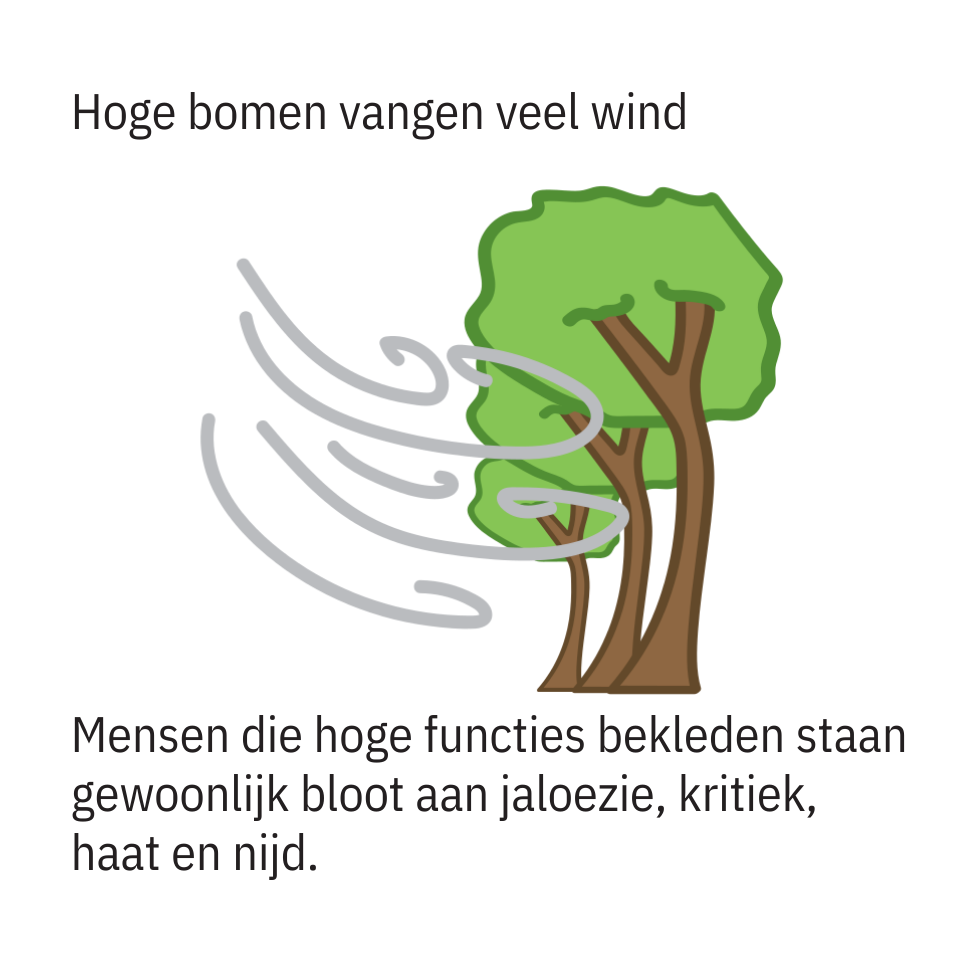 Hoge bomen vangen veel wind
Mensen die hoge functies bekleden staan
gewoonlijk bloot aan jaloezie, kritiek,
haat en nijd.